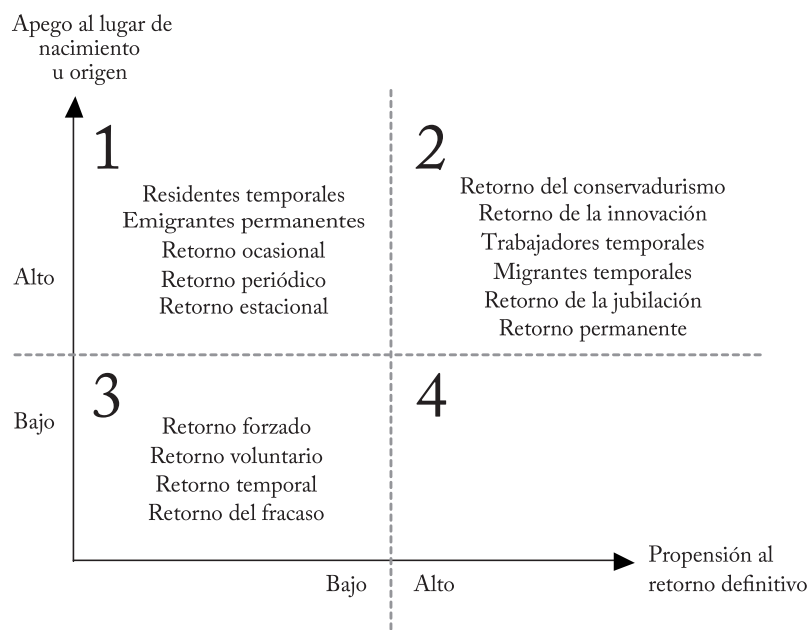 Apego al lugar de
nacimiento
u origen
1
Residentes temporales
Emigrantes permanentes
Retorno ocasional
Retorno periódico
Retorno estacional
2
Retorno del conservadurismo
Retorno de la innovación
Trabajadores temporales
Migrantes temporales
Retorno de la jubilación
Retorno permanente
Alto
3
Retorno forzado
Retorno voluntario
Retorno temporal
Retorno del fracaso
4
Bajo
Bajo
Alto
Propensión al
retorno definitivo